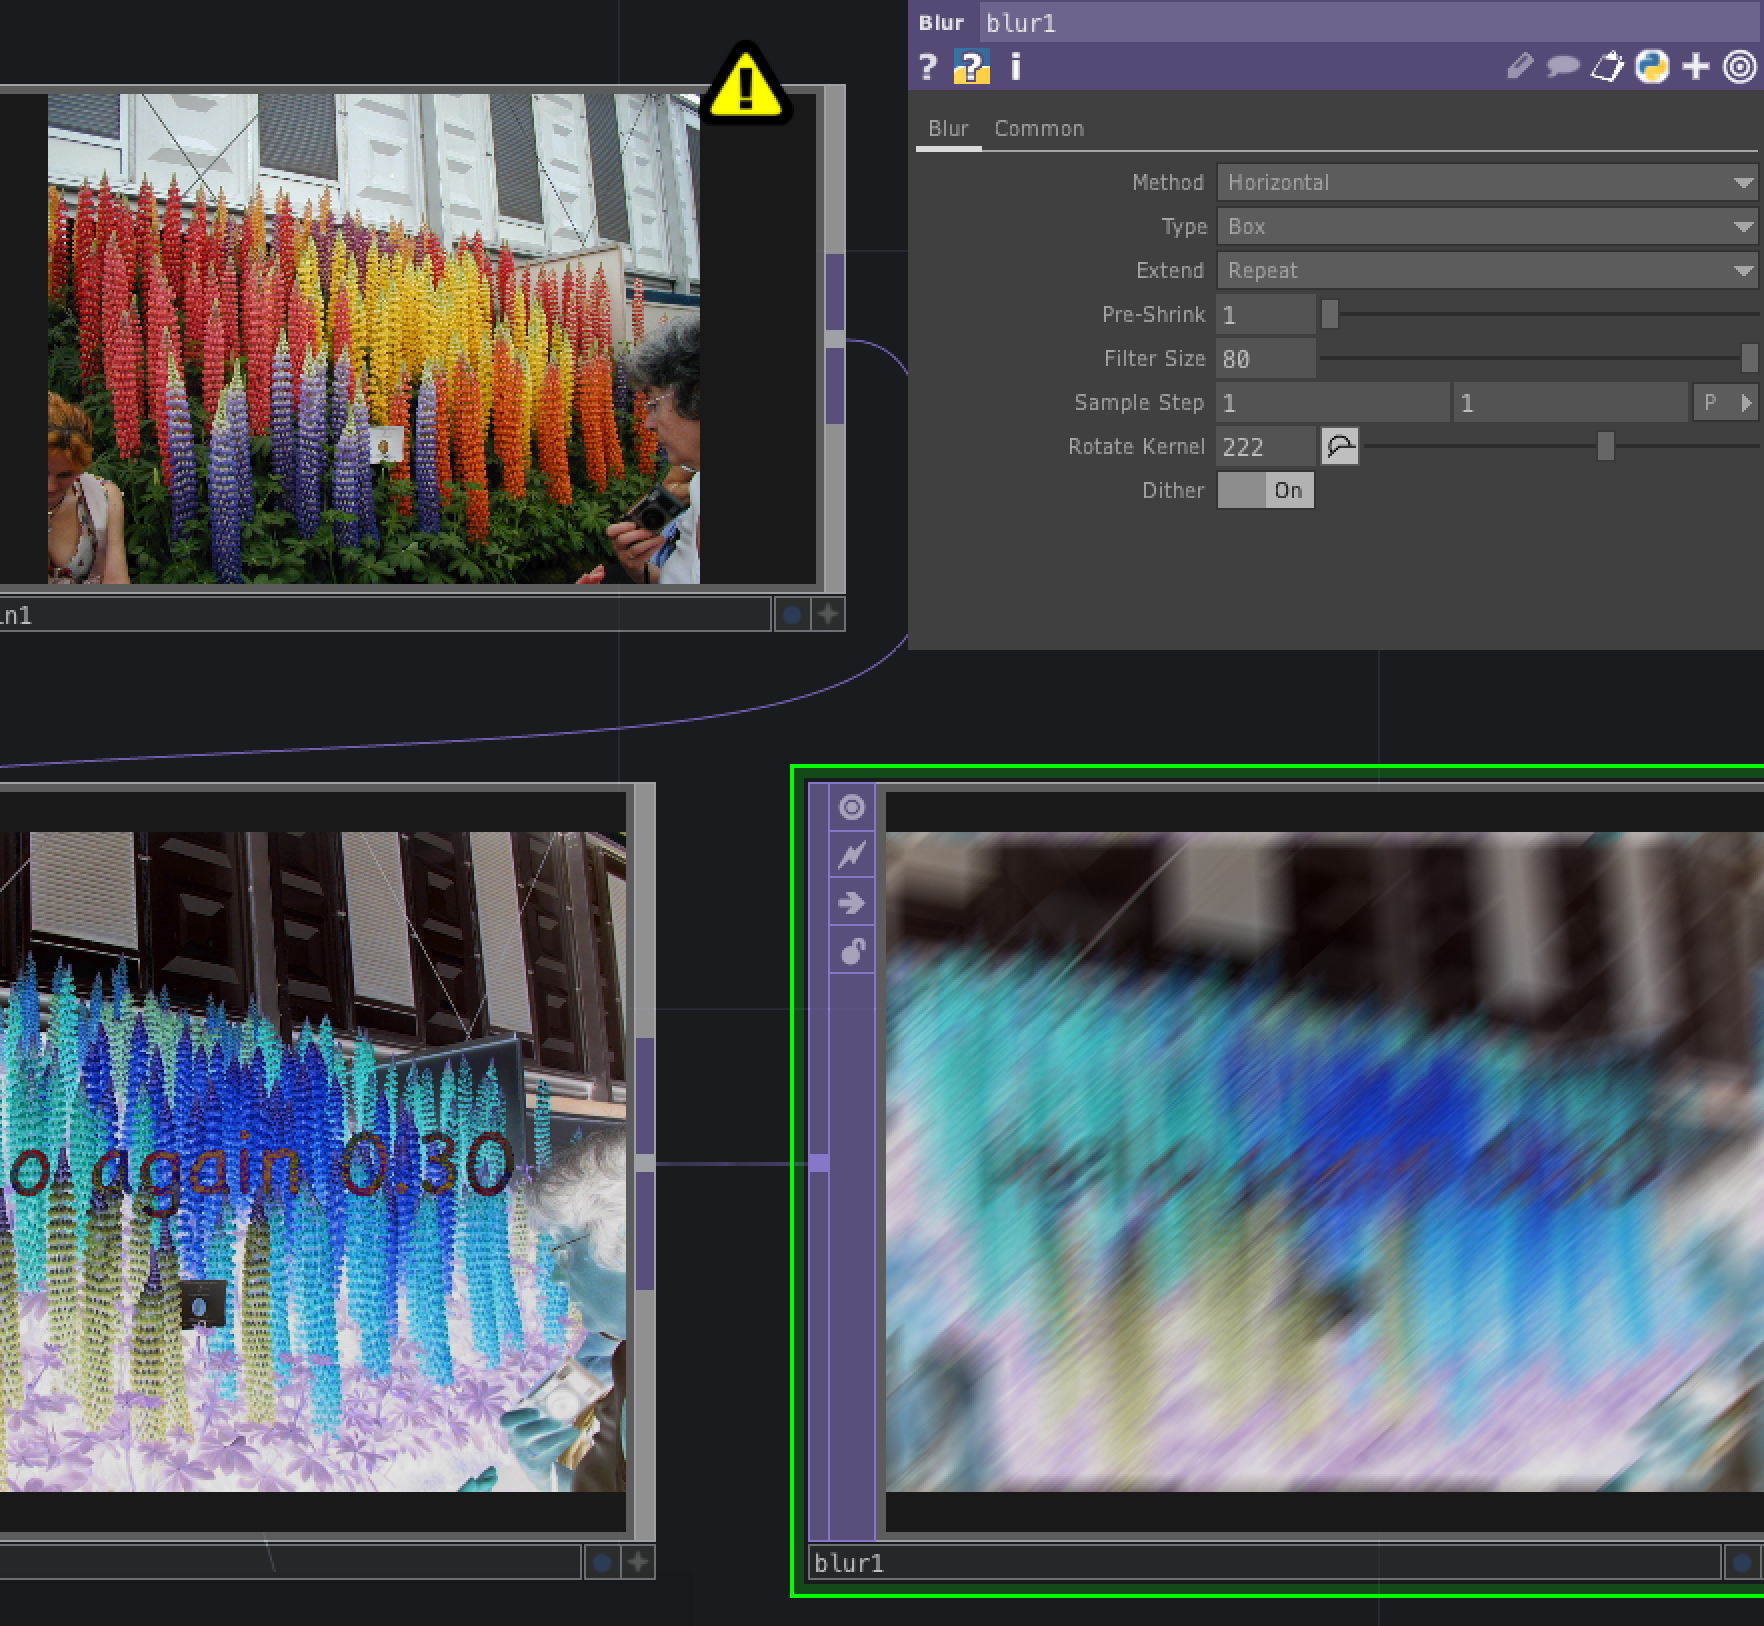 Blur blur1
? ? i
Blur Common
Method Horizontal
Type Box
Extend Repeat
Pre-Shrink 1
Filter Size 80
Sample Step 1 1 P
Rotate Kernel 222
Dither On
n1
o again 0.30
blur1